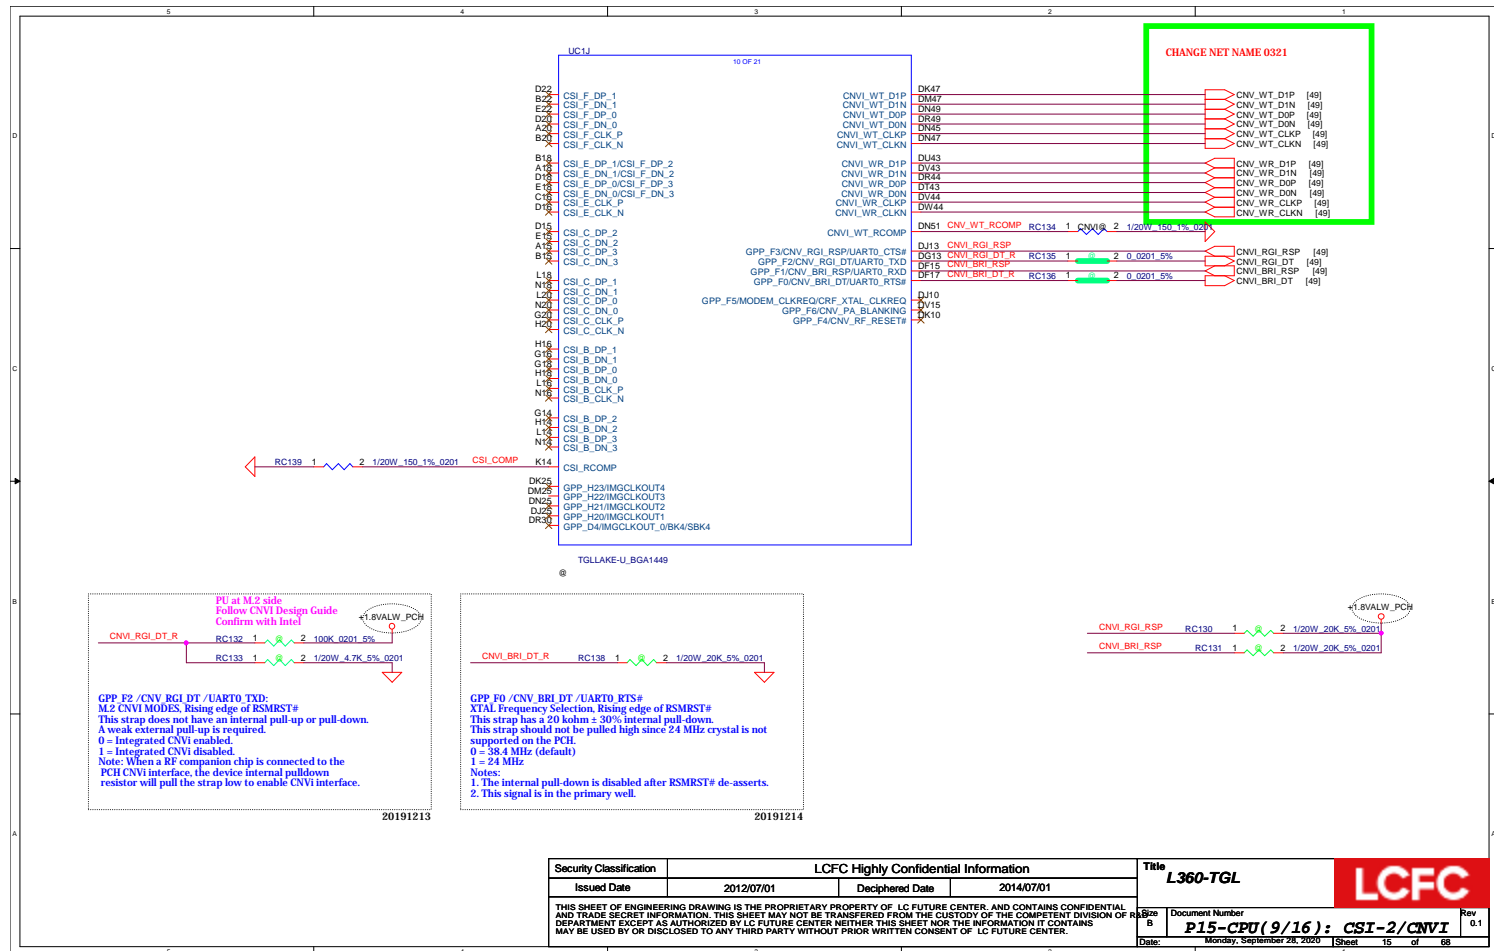 5 4 3 2 1
UC1J
10 OF 21
CHANGE NET NAME 0321
D22 CSI_F_DP_1
B22 CSI_F_DN_1
E22 CSI_F_DP_0
D20 CSI_F_DN_0
A20 CSI_F_CLK_P
B20 CSI_F_CLK_N
B18 CSI_E_DP_1/CSI_F_DP_2
A18 CSI_E_DN_1/CSI_F_DN_2
D18 CSI_E_DP_0/CSI_F_DP_3
E18 CSI_E_DN_0/CSI_F_DN_3
C16 CSI_E_CLK_P
D16 CSI_E_CLK_N
D15 CSI_C_DP_2
E15 CSI_C_DN_2
A15 CSI_C_DP_3
B15 CSI_C_DN_3
L18 CSI_C_DP_1
N18 CSI_C_DN_1
L20 CSI_C_DP_0
N20 CSI_C_DN_0
G20 CSI_C_CLK_P
H20 CSI_C_CLK_N
H16 CSI_B_DP_1
G16 CSI_B_DN_1
G18 CSI_B_DP_0
H18 CSI_B_DN_0
L16 CSI_B_CLK_P
N16 CSI_B_CLK_N
G14 CSI_B_DP_2
H14 CSI_B_DN_2
L14 CSI_B_DP_3
N14 CSI_B_DN_3
RC139 1 2 1/20W_150_1%_0201 CSI_COMP K14 CSI_RCOMP
DK25 GPP_H23/IMGCLKOUT4
DM25 GPP_H22/IMGCLKOUT3
DN25 GPP_H21/IMGCLKOUT2
DJ25 GPP_H20/IMGCLKOUT1
DR30 GPP_D4/IMGCLKOUT_0/BK4/SBK4
CNVI_WT_D1P DK47 CNV_WT_D1P [49]
CNVI_WT_D1N DM47 CNV_WT_D1N [49]
CNVI_WT_D0P DN49 CNV_WT_D0P [49]
CNVI_WT_D0N DR49 CNV_WT_D0N [49]
CNVI_WT_CLKP DN45 CNV_WT_CLKP [49]
CNVI_WT_CLKN DN47 CNV_WT_CLKN [49]
CNVI_WR_D1P DU43 CNV_WR_D1P [49]
CNVI_WR_D1N DV43 CNV_WR_D1N [49]
CNVI_WR_D0P DR44 CNV_WR_D0P [49]
CNVI_WR_D0N DT43 CNV_WR_D0N [49]
CNVI_WR_CLKP DV44 CNV_WR_CLKP [49]
CNVI_WR_CLKN DW44 CNV_WR_CLKN [49]
CNVI_WT_RCOMP DN51 CNV_WT_RCOMP RC134 1 CNVI@ 2 1/20W_150_1%_0201
GPP_F3/CNV_RGI_RSP/UART0_CTS# DJ13 CNVI_RGI_RSP CNVI_RGI_RSP [49]
GPP_F2/CNV_RGI_DT/UART0_TXD DG13 CNVI_RGI_DT_R RC135 1 @ 2 0_0201_5% CNVI_RGI_DT [49]
GPP_F1/CNV_BRI_RSP/UART0_RXD DF15 CNVI_BRI_RSP CNVI_BRI_RSP [49]
GPP_F0/CNV_BRI_DT/UART0_RTS# DF17 CNVI_BRI_DT_R RC136 1 @ 2 0_0201_5% CNVI_BRI_DT [49]
GPP_F5/MODEM_CLKREQ/CRF_XTAL_CLKREQ DJ10
GPP_F6/CNV_PA_BLANKING DV15
GPP_F4/CNV_RF_RESET# DK10
TGLLAKE-U_BGA1449
@
PU at M.2 side
Follow CNVI Design Guide
Confirm with Intel
+1.8VALW_PCH
CNVI_RGI_DT_R RC132 1 @ 2 100K_0201_5%
RC133 1 @ 2 1/20W_4.7K_5%_0201
GPP_F2 /CNV_RGI_DT /UART0_TXD:
M.2 CNVI MODES, Rising edge of RSMRST#
This strap does not have an internal pull-up or pull-down.
A weak external pull-up is required.
0 = Integrated CNVi enabled.
1 = Integrated CNVi disabled.
Note: When a RF companion chip is connected to the
PCH CNVi interface, the device internal pulldown
resistor will pull the strap low to enable CNVi interface.
20191213
CNVI_BRI_DT_R RC138 1 @ 2 1/20W_20K_5%_0201
GPP_F0 /CNV_BRI_DT /UART0_RTS#
XTAL Frequency Selection, Rising edge of RSMRST#
This strap has a 20 kohm ± 30% internal pull-down.
This strap should not be pulled high since 24 MHz crystal is not
supported on the PCH.
0 = 38.4 MHz (default)
1 = 24 MHz
Notes:
1. The internal pull-down is disabled after RSMRST# de-asserts.
2. This signal is in the primary well.
20191214
+1.8VALW_PCH
CNVI_RGI_RSP RC130 1 @ 2 1/20W_20K_5%_0201
CNVI_BRI_RSP RC131 1 @ 2 1/20W_20K_5%_0201
D
C
B
A
Security Classification LCFC Highly Confidential Information
Issued Date 2012/07/01 Deciphered Date 2014/07/01
THIS SHEET OF ENGINEERING DRAWING IS THE PROPRIETARY PROPERTY OF LC FUTURE CENTER. AND CONTAINS CONFIDENTIAL
AND TRADE SECRET INFORMATION. THIS SHEET MAY NOT BE TRANSFERED FROM THE CUSTODY OF THE COMPETENT DIVISION OF R&D
DEPARTMENT EXCEPT AS AUTHORIZED BY LC FUTURE CENTER NEITHER THIS SHEET NOR THE INFORMATION IT CONTAINS
MAY BE USED BY OR DISCLOSED TO ANY THIRD PARTY WITHOUT PRIOR WRITTEN CONSENT OF LC FUTURE CENTER.
Title
L360-TGL
LCFC
Size B Document Number Rev 0.1
P15-CPU(9/16): CSI-2/CNVI
Date: Monday, September 28, 2020 Sheet 15 of 68